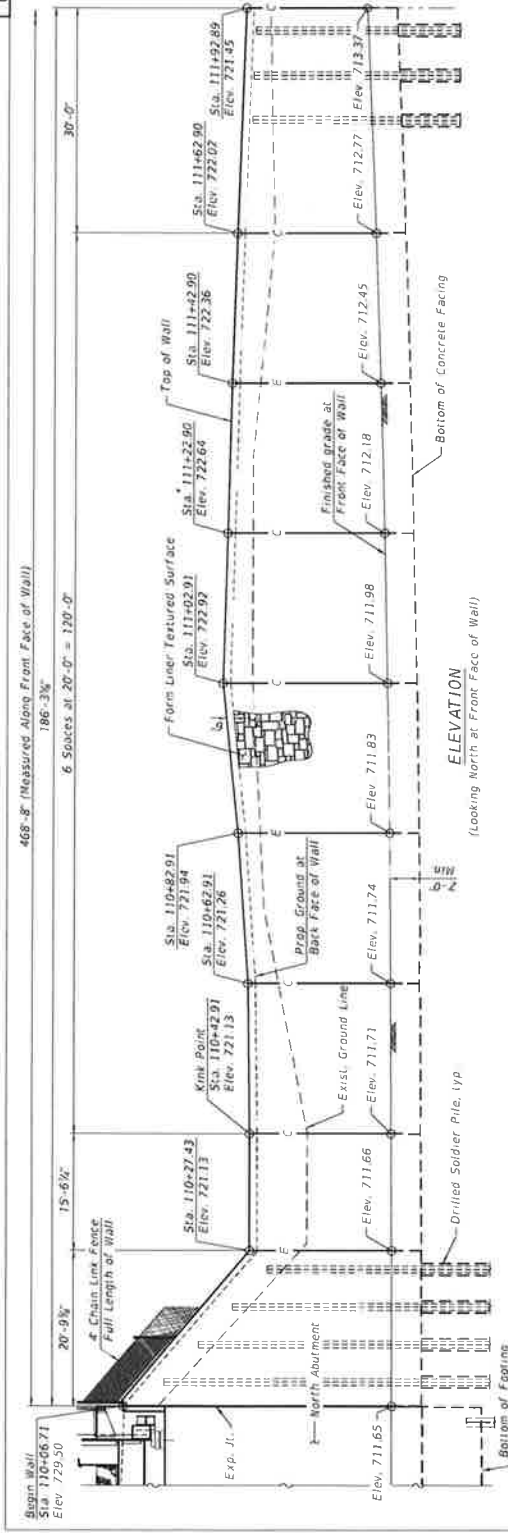 468'-8" (Measured Along Front Face of Wall)
186'-3⅜"
20'-9⅝"
15'-6¾"
6 Spaces at 20'-0" = 120'-0"
30'-0"
Begin Wall
Sta. 110+06.71
Elev 729.50
4' Chain Link Fence
Full Length of Wall
Sta. 110+27.43
Elev. 721.13
Kink Point
Sta. 110+42.91
Elev. 721.13
Sta. 110+62.91
Elev. 721.26
Sta. 110+82.91
Elev. 721.94
Form Liner Textured Surface
Sta. 111+02.91
Elev. 722.92
Sta. 111+22.90
Elev. 722.64
Top of Wall
Sta. 111+42.90
Elev. 722.36
Sta. 111+62.90
Elev. 722.02
Sta. 111+92.89
Elev. 721.45
6"
Exp. Jt.
North Abutment
E
C
C
E
C
C
E
C
C
Prop Ground at
Back Face of Wall
Exist. Ground Line
Finished grade at
Front Face of Wall
Elev. 711.65
Elev. 711.66
Elev. 711.71
Elev. 711.74
Elev 711.83
Elev. 711.98
Elev 712.18
Elev. 712.45
Elev. 712.77
Elev. 713.37
2'-0"
Min
Bottom of Footing
Drilled Soldier Pile, typ
Bottom of Concrete Facing
ELEVATION
(Looking North at Front Face of Wall)